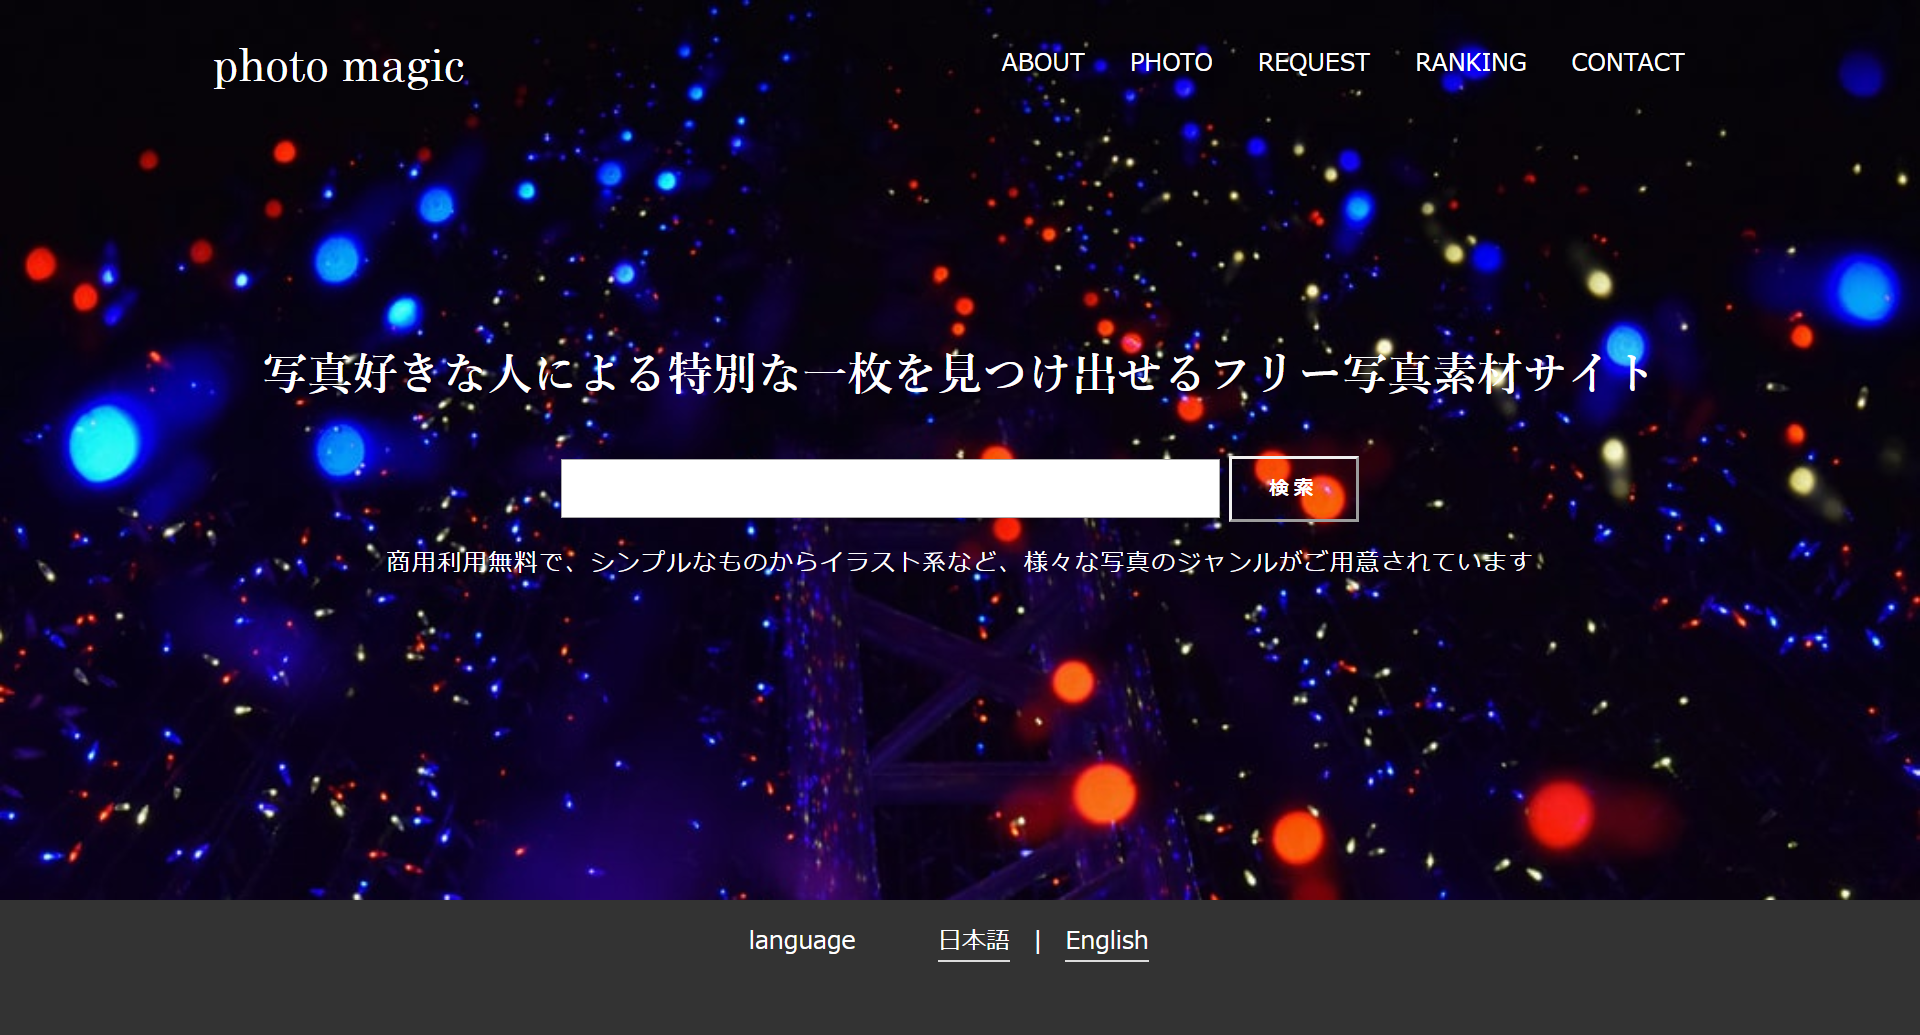 photo magic
ABOUT PHOTO REQUEST RANKING CONTACT
写真好きな人による特別な一枚を見つけ出せるフリー写真素材サイト
検索
商用利用無料で、シンプルなものからイラスト系など、様々な写真のジャンルがご用意されています
language 日本語 | English